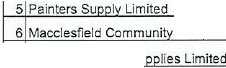 5 Painters Supply Limited
6 Macclesfield Community
pplies Limited